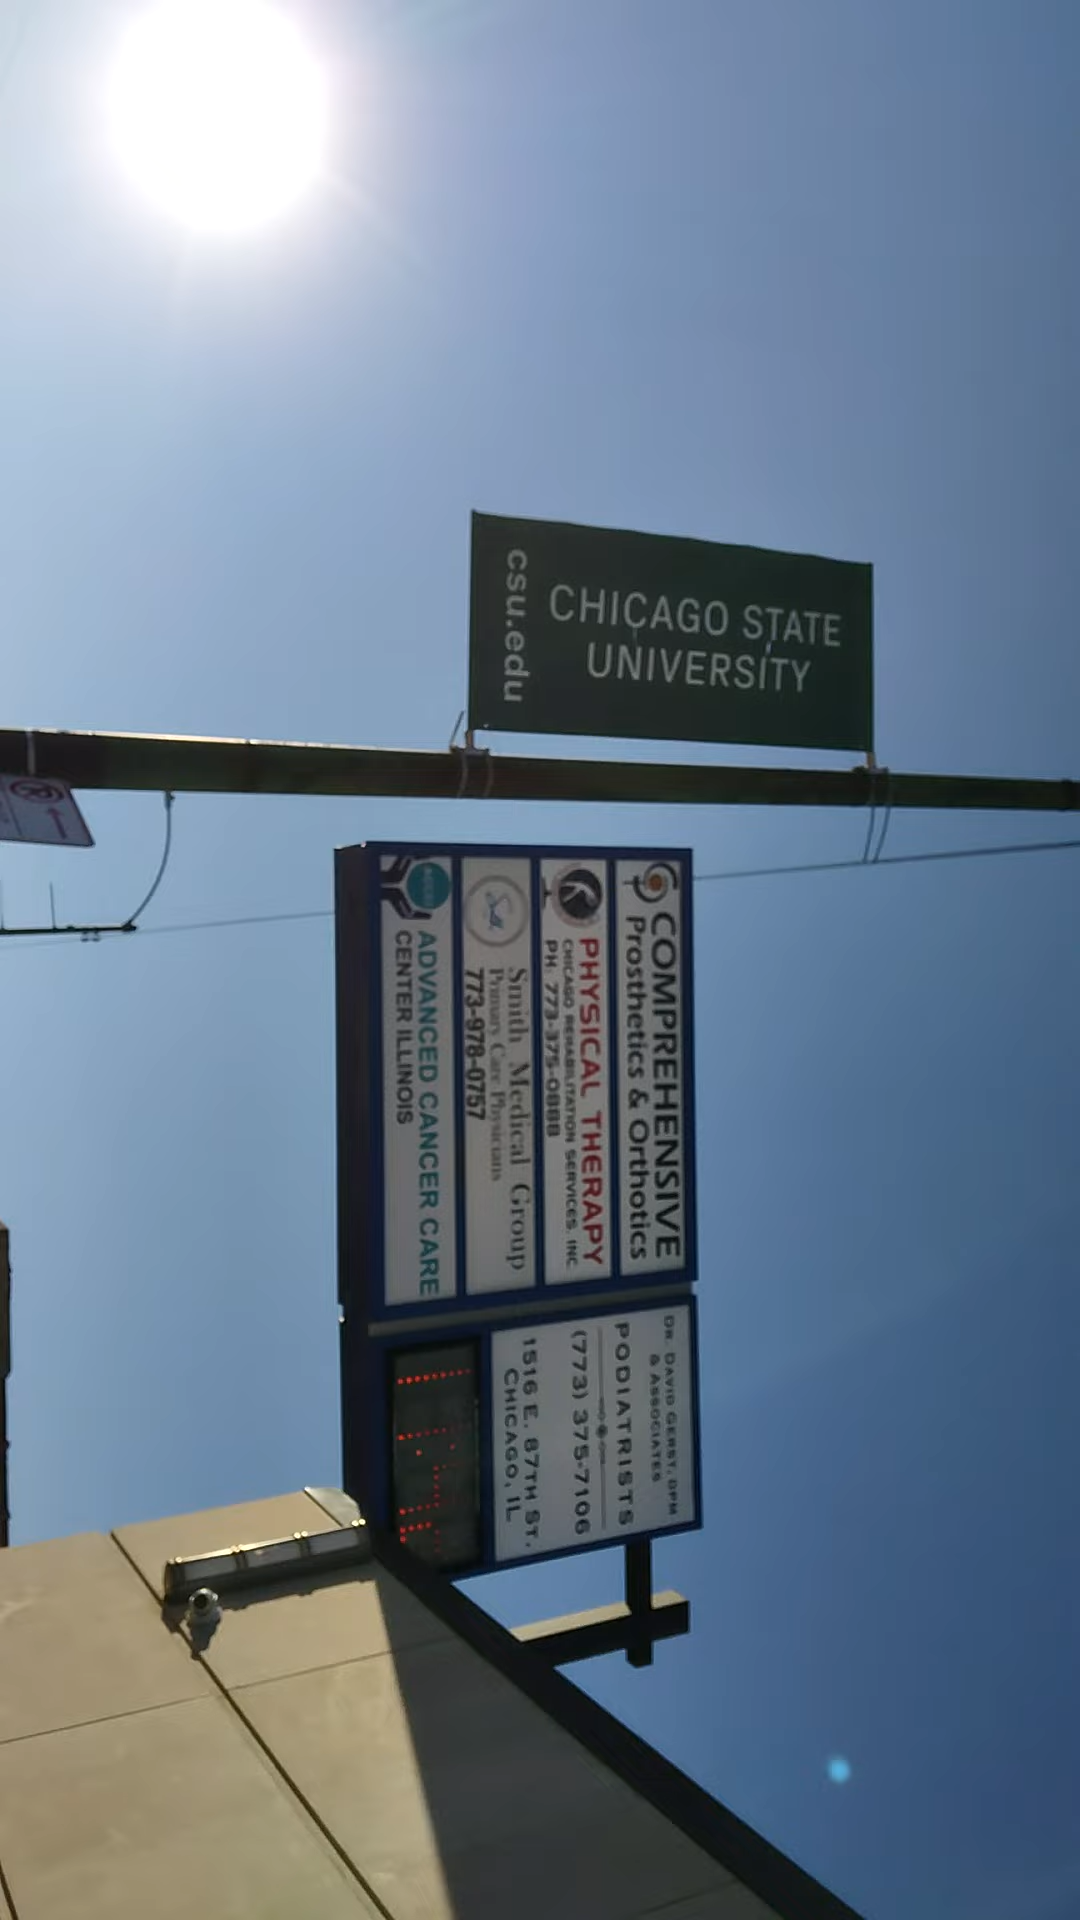 CHICAGO STATE
UNIVERSITY
csu.edu
COMPREHENSIVE
Prosthetics & Orthotics
PHYSICAL THERAPY
CHICAGO REHABILITATION SERVICES, INC
PH: 773-375-0888
Smith Medical Group
Primary Care Physicians
773-978-0757
ADVANCED CANCER CARE
CENTER ILLINOIS
DR. DAVID GERST, DPM
& ASSOCIATES
PODIATRISTS
(773) 375-7106
1516 E. 87TH ST.
CHICAGO, IL